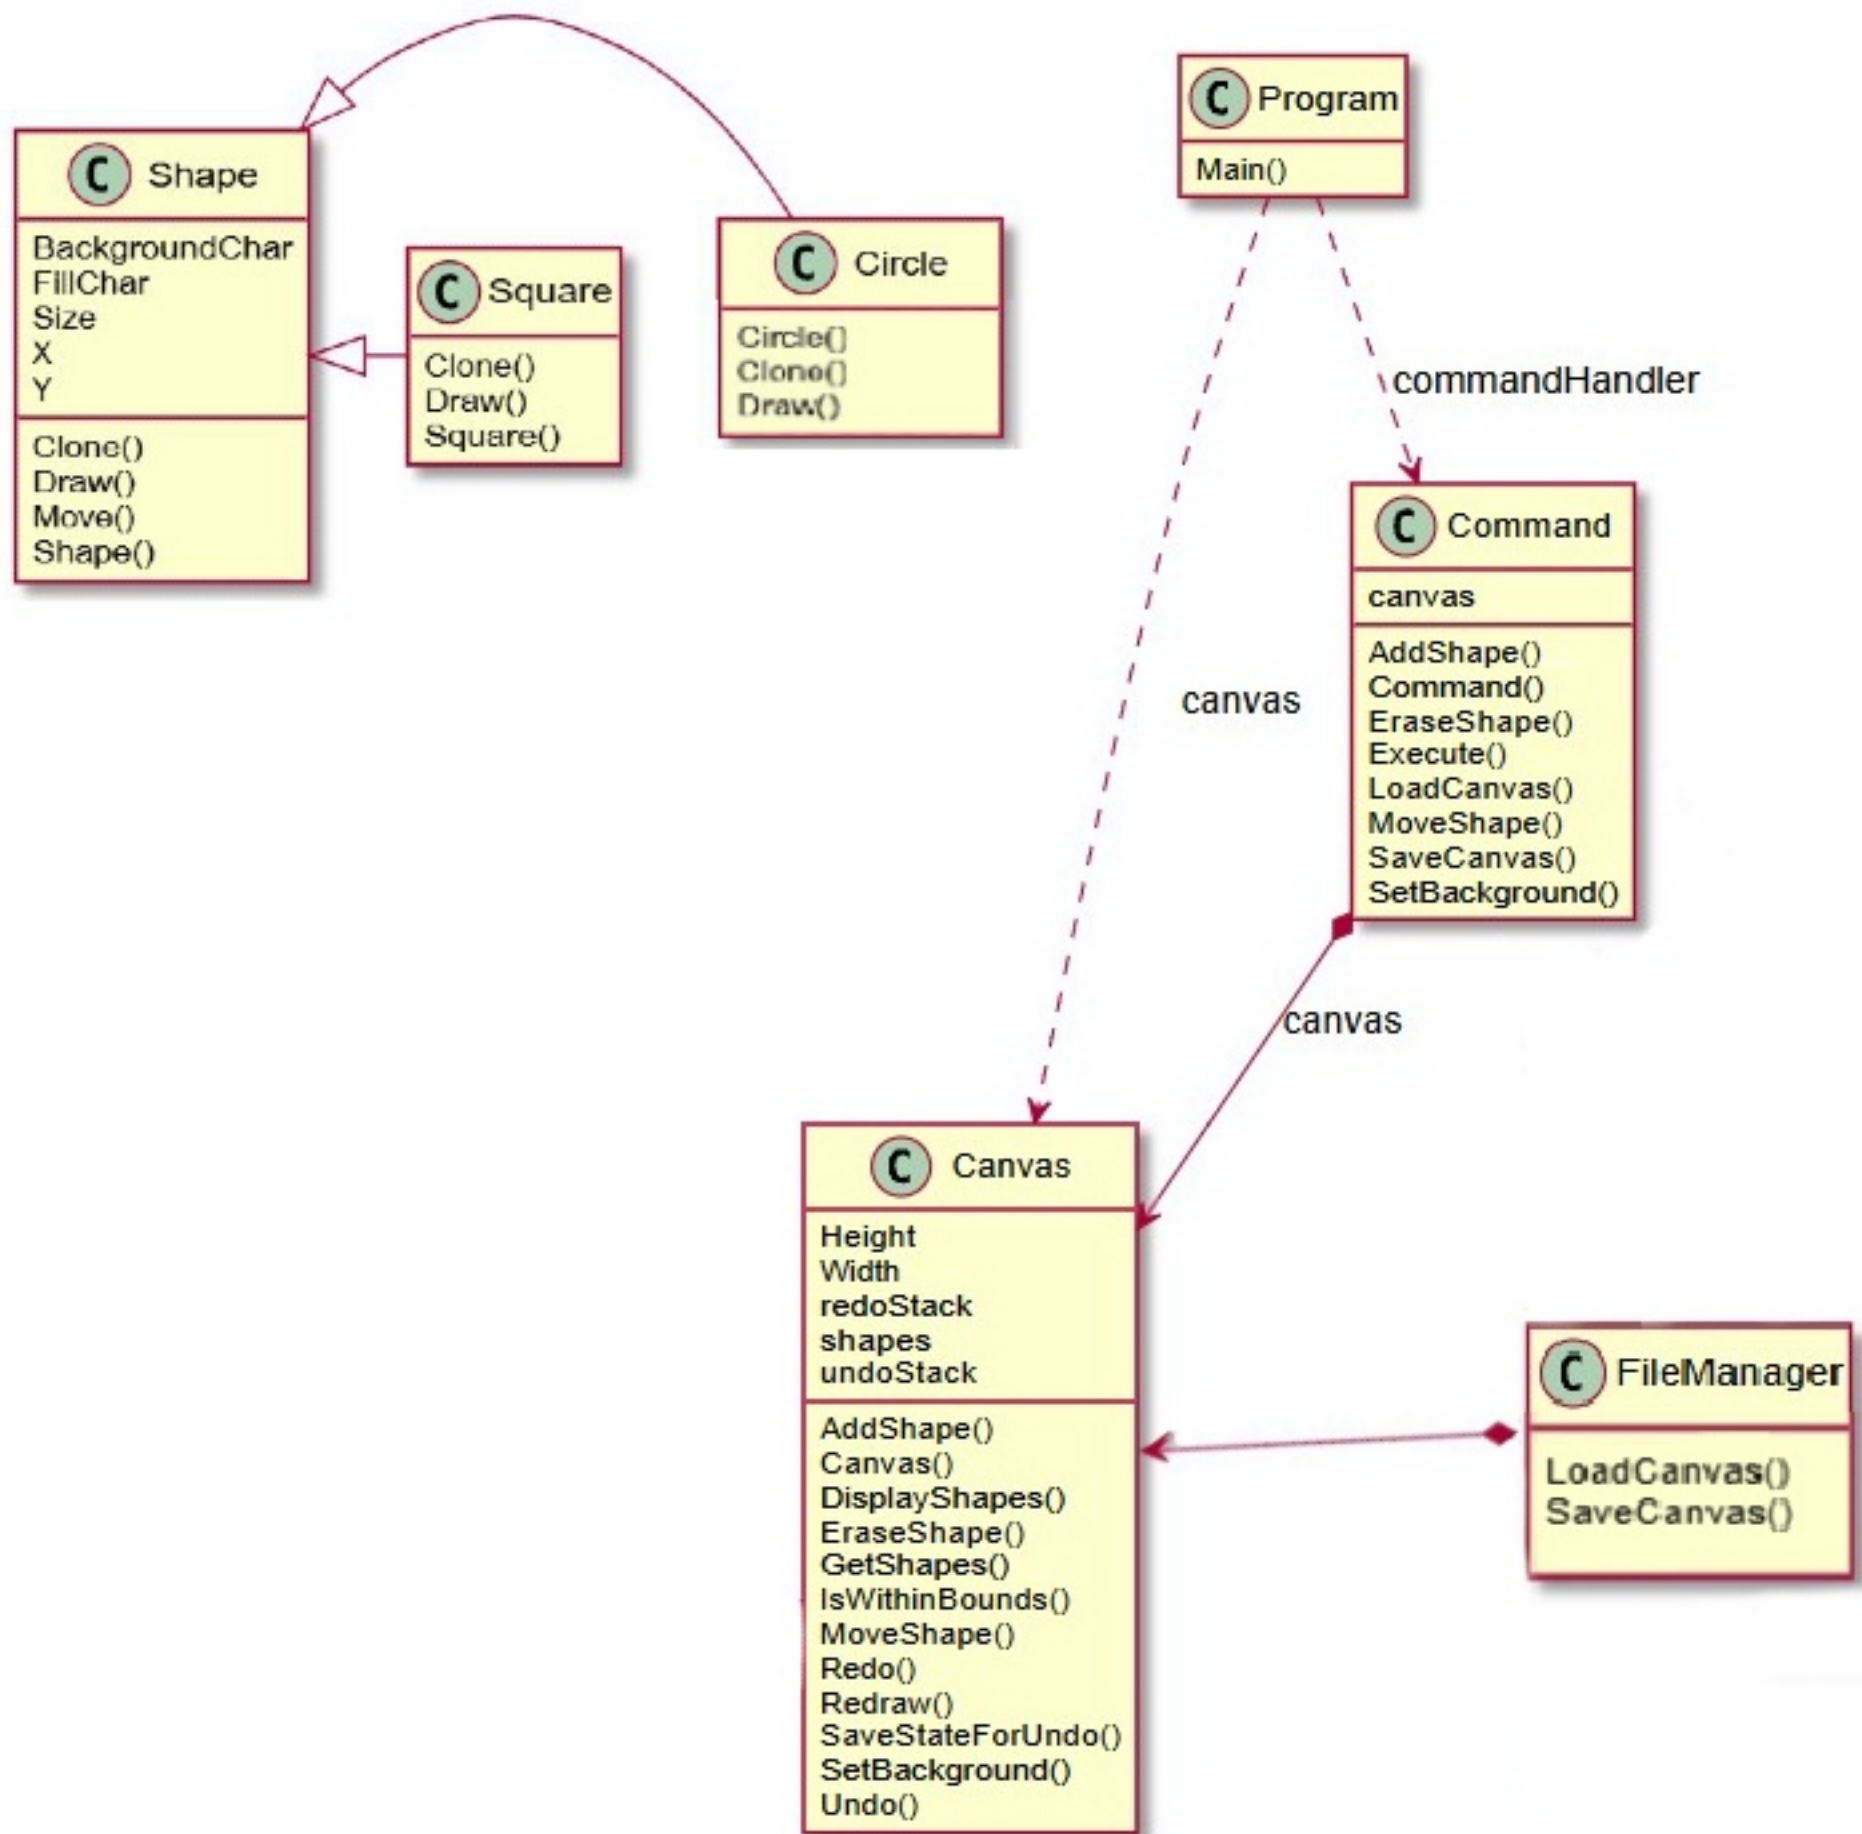 C Shape
BackgroundChar
FillChar
Size
X
Y
Clone()
Draw()
Move()
Shape()
C Square
Clone()
Draw()
Square()
C Circle
Circle()
Clone()
Draw()
C Program
Main()
commandHandler
canvas
C Command
canvas
AddShape()
Command()
EraseShape()
Execute()
LoadCanvas()
MoveShape()
SaveCanvas()
SetBackground()
canvas
C Canvas
Height
Width
redoStack
shapes
undoStack
AddShape()
Canvas()
DisplayShapes()
EraseShape()
GetShapes()
IsWithinBounds()
MoveShape()
Redo()
Redraw()
SaveStateForUndo()
SetBackground()
Undo()
C FileManager
LoadCanvas()
SaveCanvas()